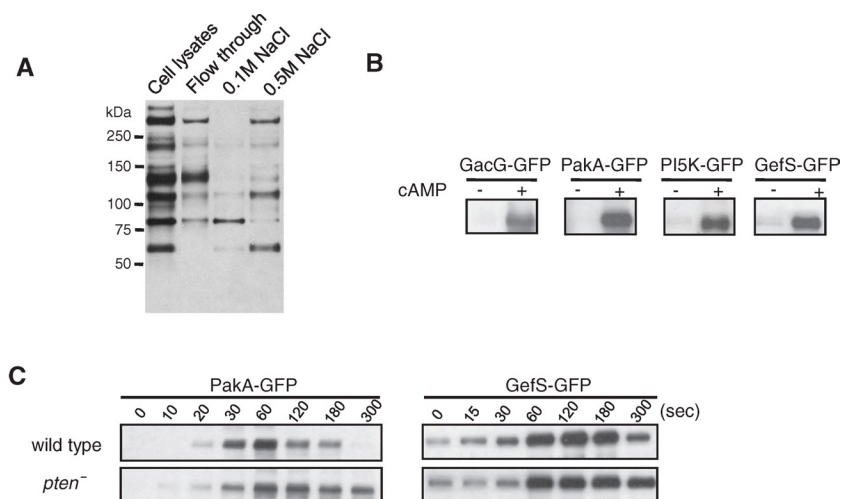 A
Cell lysates
Flow through
0.1M NaCl
0.5M NaCl
kDa
250
150
100
75
50
B
GacG-GFP PakA-GFP PI5K-GFP GefS-GFP
cAMP - + - + - + - +
C
PakA-GFP GefS-GFP
0 10 20 30 60 120 180 300 0 15 30 60 120 180 300 (sec)
wild type
pten⁻